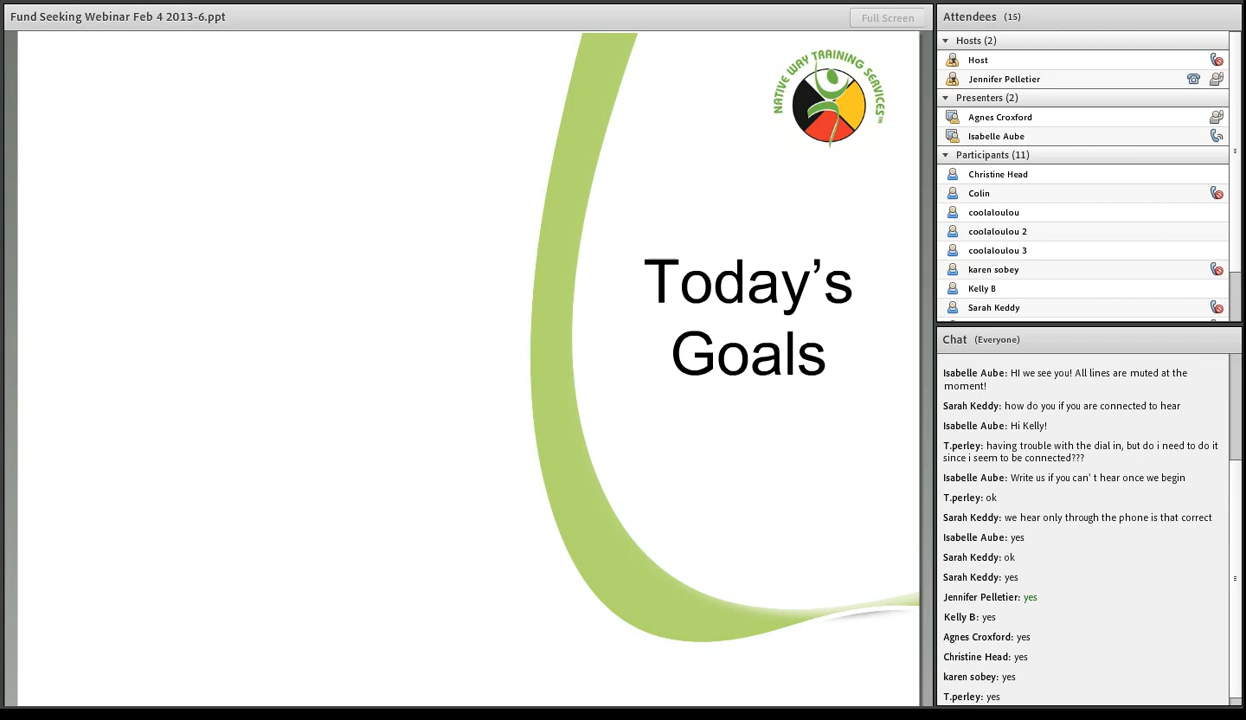 Fund Seeking Webinar Feb 4 2013-6.ppt
Full Screen
NATIVE WAY TRAINING SERVICES™
Today’s
Goals
Attendees (15)
Hosts (2)
Host
Jennifer Pelletier
Presenters (2)
Agnes Croxford
Isabelle Aube
Participants (11)
Christine Head
Colin
coolaloulou
coolaloulou 2
coolaloulou 3
karen sobey
Kelly B
Sarah Keddy
Chat (Everyone)
Isabelle Aube: HI we see you! All lines are muted at the
moment!
Sarah Keddy: how do you if you are connected to hear
Isabelle Aube: Hi Kelly!
T.perley: having trouble with the dial in, but do i need to do it
since i seem to be connected???
Isabelle Aube: Write us if you can' t hear once we begin
T.perley: ok
Sarah Keddy: we hear only through the phone is that correct
Isabelle Aube: yes
Sarah Keddy: ok
Sarah Keddy: yes
Jennifer Pelletier: yes
Kelly B: yes
Agnes Croxford: yes
Christine Head: yes
karen sobey: yes
T.perley: yes